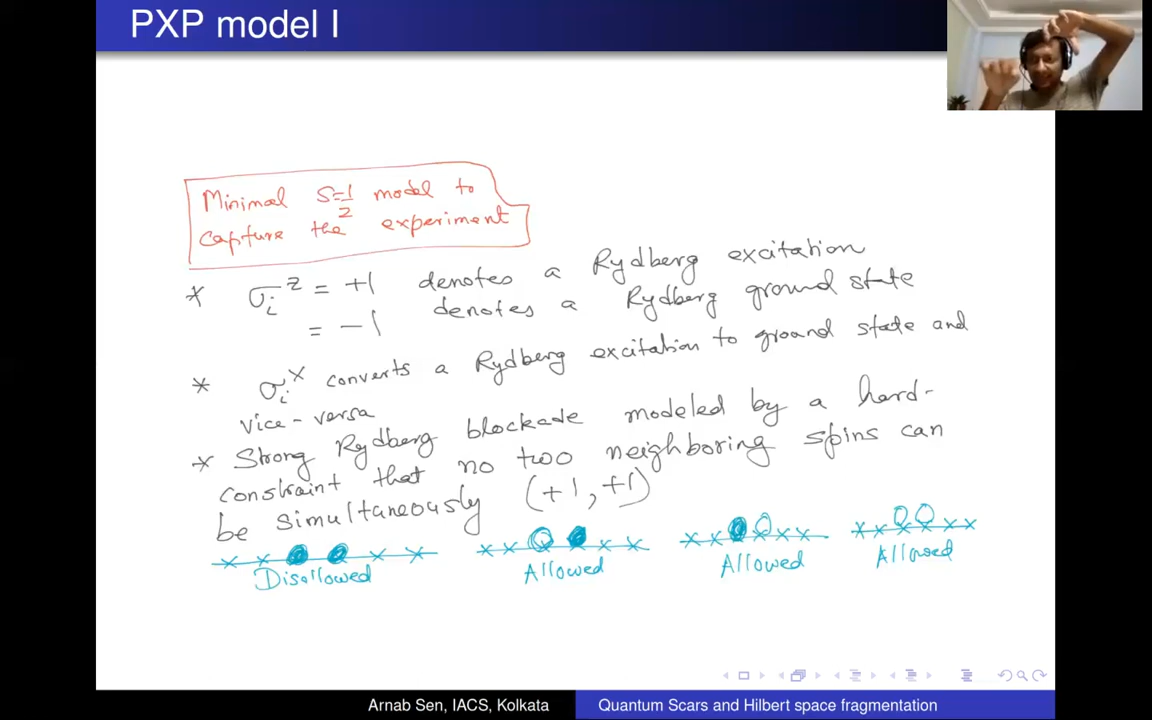 PXP model I
Minimal S=1/2 model to
capture the experiment
* σᵢᶻ = +1 denotes a Rydberg excitation
= -1 denotes a Rydberg ground state
* σᵢˣ converts a Rydberg excitation to ground state and
vice-versa
* Strong Rydberg blockade modeled by a hard-
constraint that no two neighboring spins can
be simultaneously (+1, +1)
Disallowed Allowed Allowed Allowed
Arnab Sen, IACS, Kolkata Quantum Scars and Hilbert space fragmentation